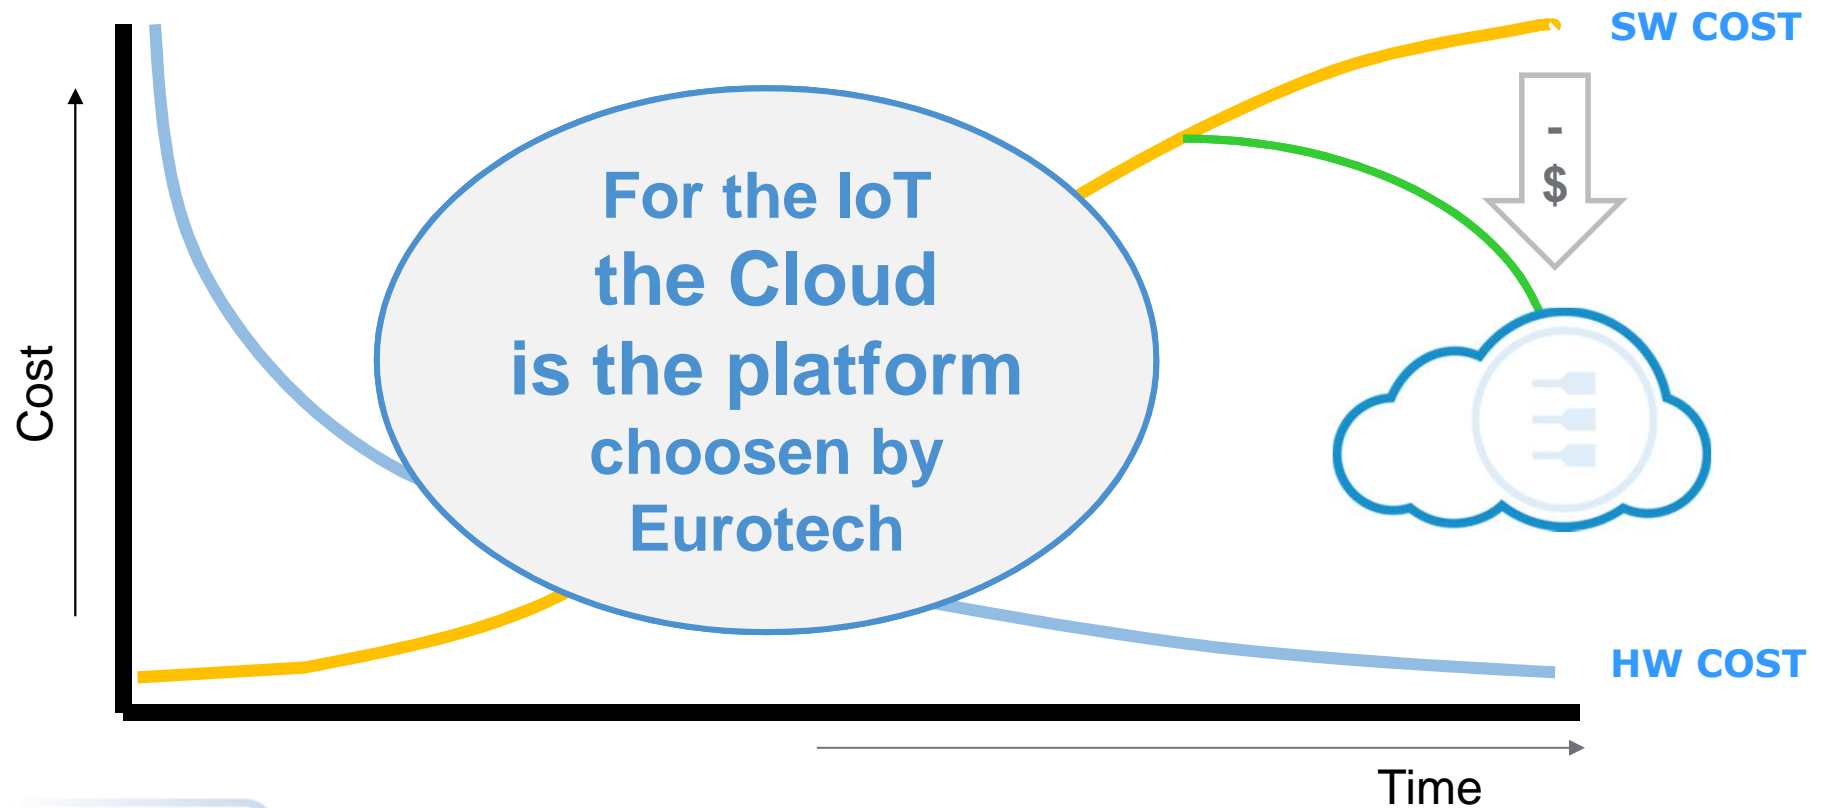 SW COST
-
$
For the IoT
the Cloud
is the platform
choosen by
Eurotech
Cost
HW COST
Time